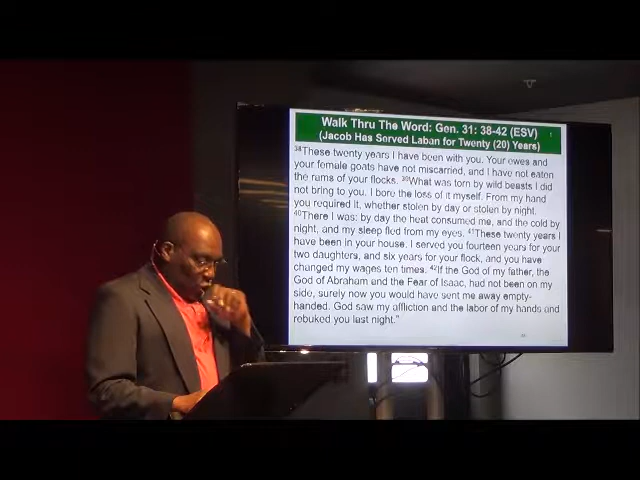 Walk Thru The Word: Gen. 31: 38-42 (ESV)
(Jacob Has Served Laban for Twenty (20) Years)
38These twenty years I have been with you. Your ewes and
your female goats have not miscarried, and I have not eaten
the rams of your flocks. 39What was torn by wild beasts I did
not bring to you. I bore the loss of it myself. From my hand
you required it, whether stolen by day or stolen by night.
40There I was: by day the heat consumed me, and the cold by
night, and my sleep fled from my eyes. 41These twenty years I
have been in your house. I served you fourteen years for your
two daughters, and six years for your flock, and you have
changed my wages ten times. 42If the God of my father, the
God of Abraham and the Fear of Isaac, had not been on my
side, surely now you would have sent me away empty-
handed. God saw my affliction and the labor of my hands and
rebuked you last night."